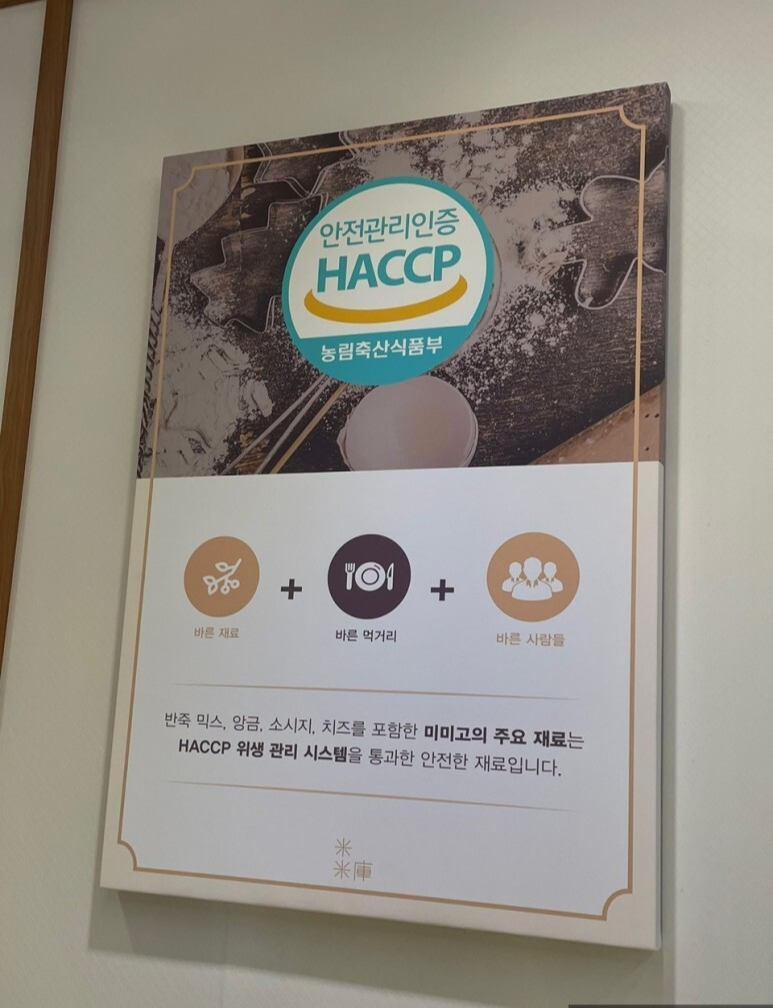 안전관리인증
HACCP
농림축산식품부
바른 재료 + 바른 먹거리 + 바른 사람들
반죽 믹스, 앙금, 소시지, 치즈를 포함한 미미고의 주요 재료는
HACCP 위생 관리 시스템을 통과한 안전한 재료입니다.
米
米庫